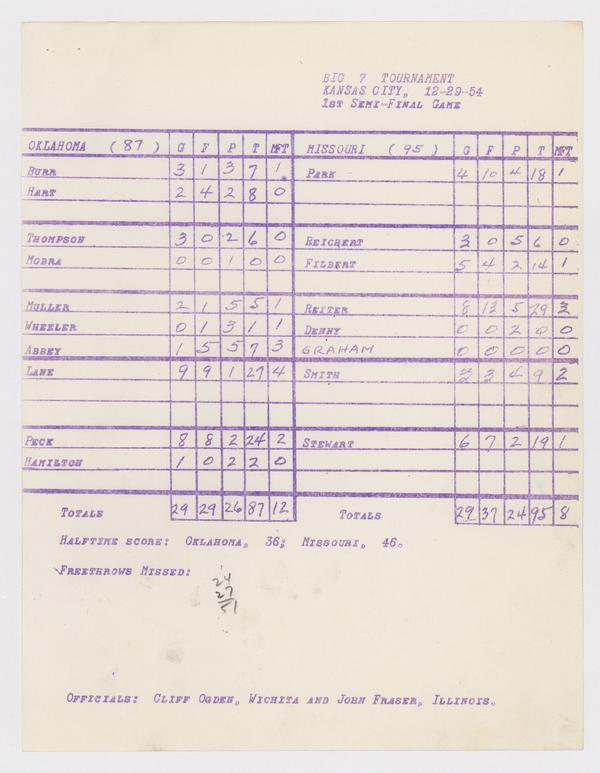 BIG 7 TOURNAMENT
KANSAS CITY, 12-29-54
1ST SEMI-FINAL GAME
OKLAHOMA (87) G F P T MFT MISSOURI (95) G F P T MFT
BURR 3 1 3 7 1 PARK 4 10 4 18 1
HART 2 4 2 8 0
THOMPSON 3 0 2 6 0 REICHERT 3 0 5 6 0
MOBRA 0 0 1 0 0 FILBERT 5 4 2 14 1
MULLER 2 1 5 5 1 REITER 8 13 5 29 3
WHEELER 0 1 3 1 1 DENNY 0 0 2 0 0
ABBEY 1 5 5 7 3 GRAHAM 0 0 0 0 0
LANE 9 9 1 27 4 SMITH 3 3 4 9 2
PECK 8 8 2 24 2 STEWART 6 7 2 19 1
HAMILTON 1 0 2 2 0
TOTALS 29 29 26 87 12 TOTALS 29 37 24 95 8
HALFTIME SCORE: OKLAHOMA, 36; MISSOURI, 46.
FREETHROWS MISSED:
24
27
51
OFFICIALS: CLIFF OGDEN, WICHITA AND JOHN FRASER, ILLINOIS.